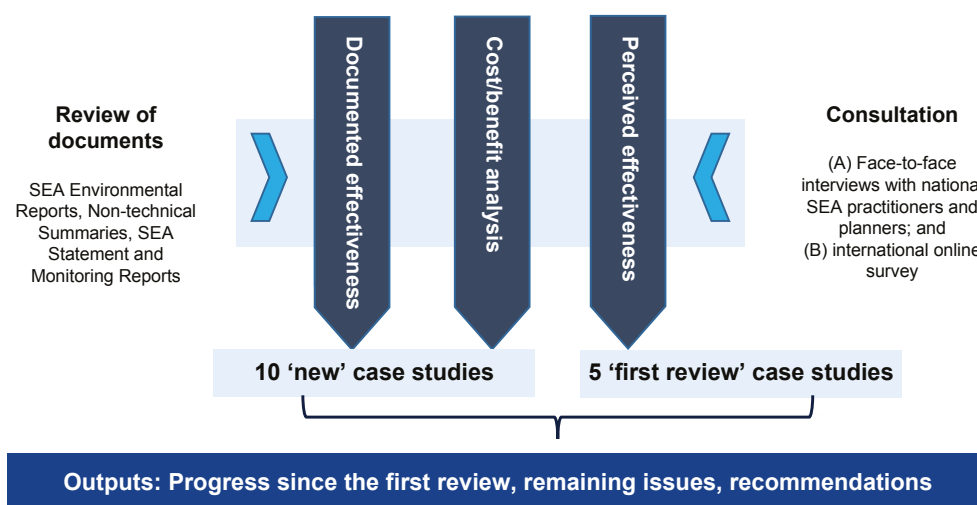 Review of
documents
SEA Environmental
Reports, Non-technical
Summaries, SEA
Statement and
Monitoring Reports
Documented effectiveness
Cost/benefit analysis
Perceived effectiveness
Consultation
(A) Face-to-face
interviews with nationa
SEA practitioners and
planners; and
(B) international online
survey
10 ‘new’ case studies
5 ‘first review’ case studies
Outputs: Progress since the first review, remaining issues, recommendations